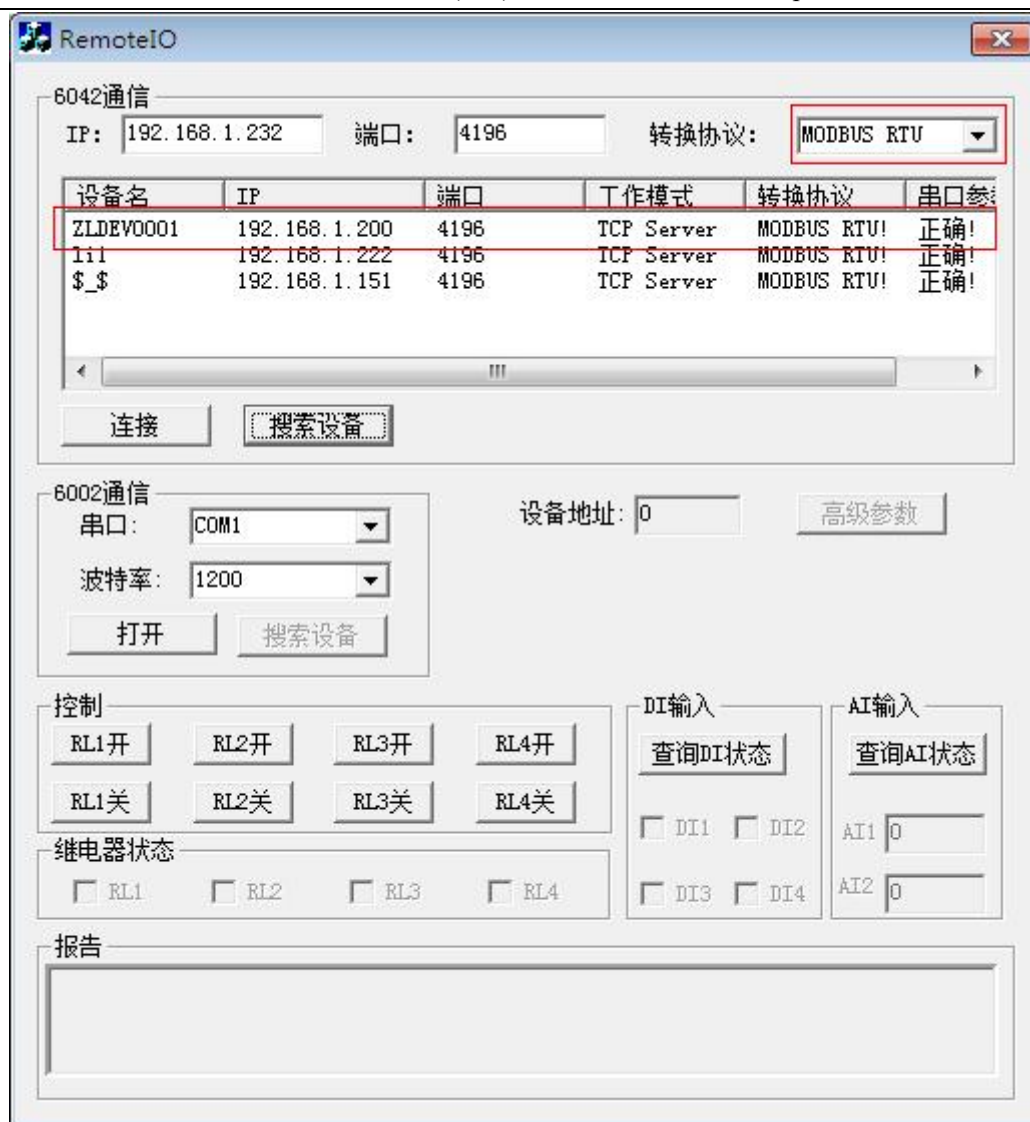 RemoteIO
6042通信
IP: 192.168.1.232 端口: 4196 转换协议: MODBUS RTU
设备名 IP 端口 工作模式 转换协议 串口参
ZLDEV0001 192.168.1.200 4196 TCP Server MODBUS RTU! 正确!
192.168.1.222 4196 TCP Server MODBUS RTU! 正确!
$_$ 192.168.1.151 4196 TCP Server MODBUS RTU! 正确!
连接 搜索设备
6002通信
串口: COM1 设备地址: 0 高级参数
波特率: 1200
打开 搜索设备
控制 DI输入 AI输入
RL1开 RL2开 RL3开 RL4开 查询DI状态 查询AI状态
RL1关 RL2关 RL3关 RL4关
DI1 DI2 AI1 0
继电器状态
RL1 RL2 RL3 RL4 DI3 DI4 AI2 0
报告